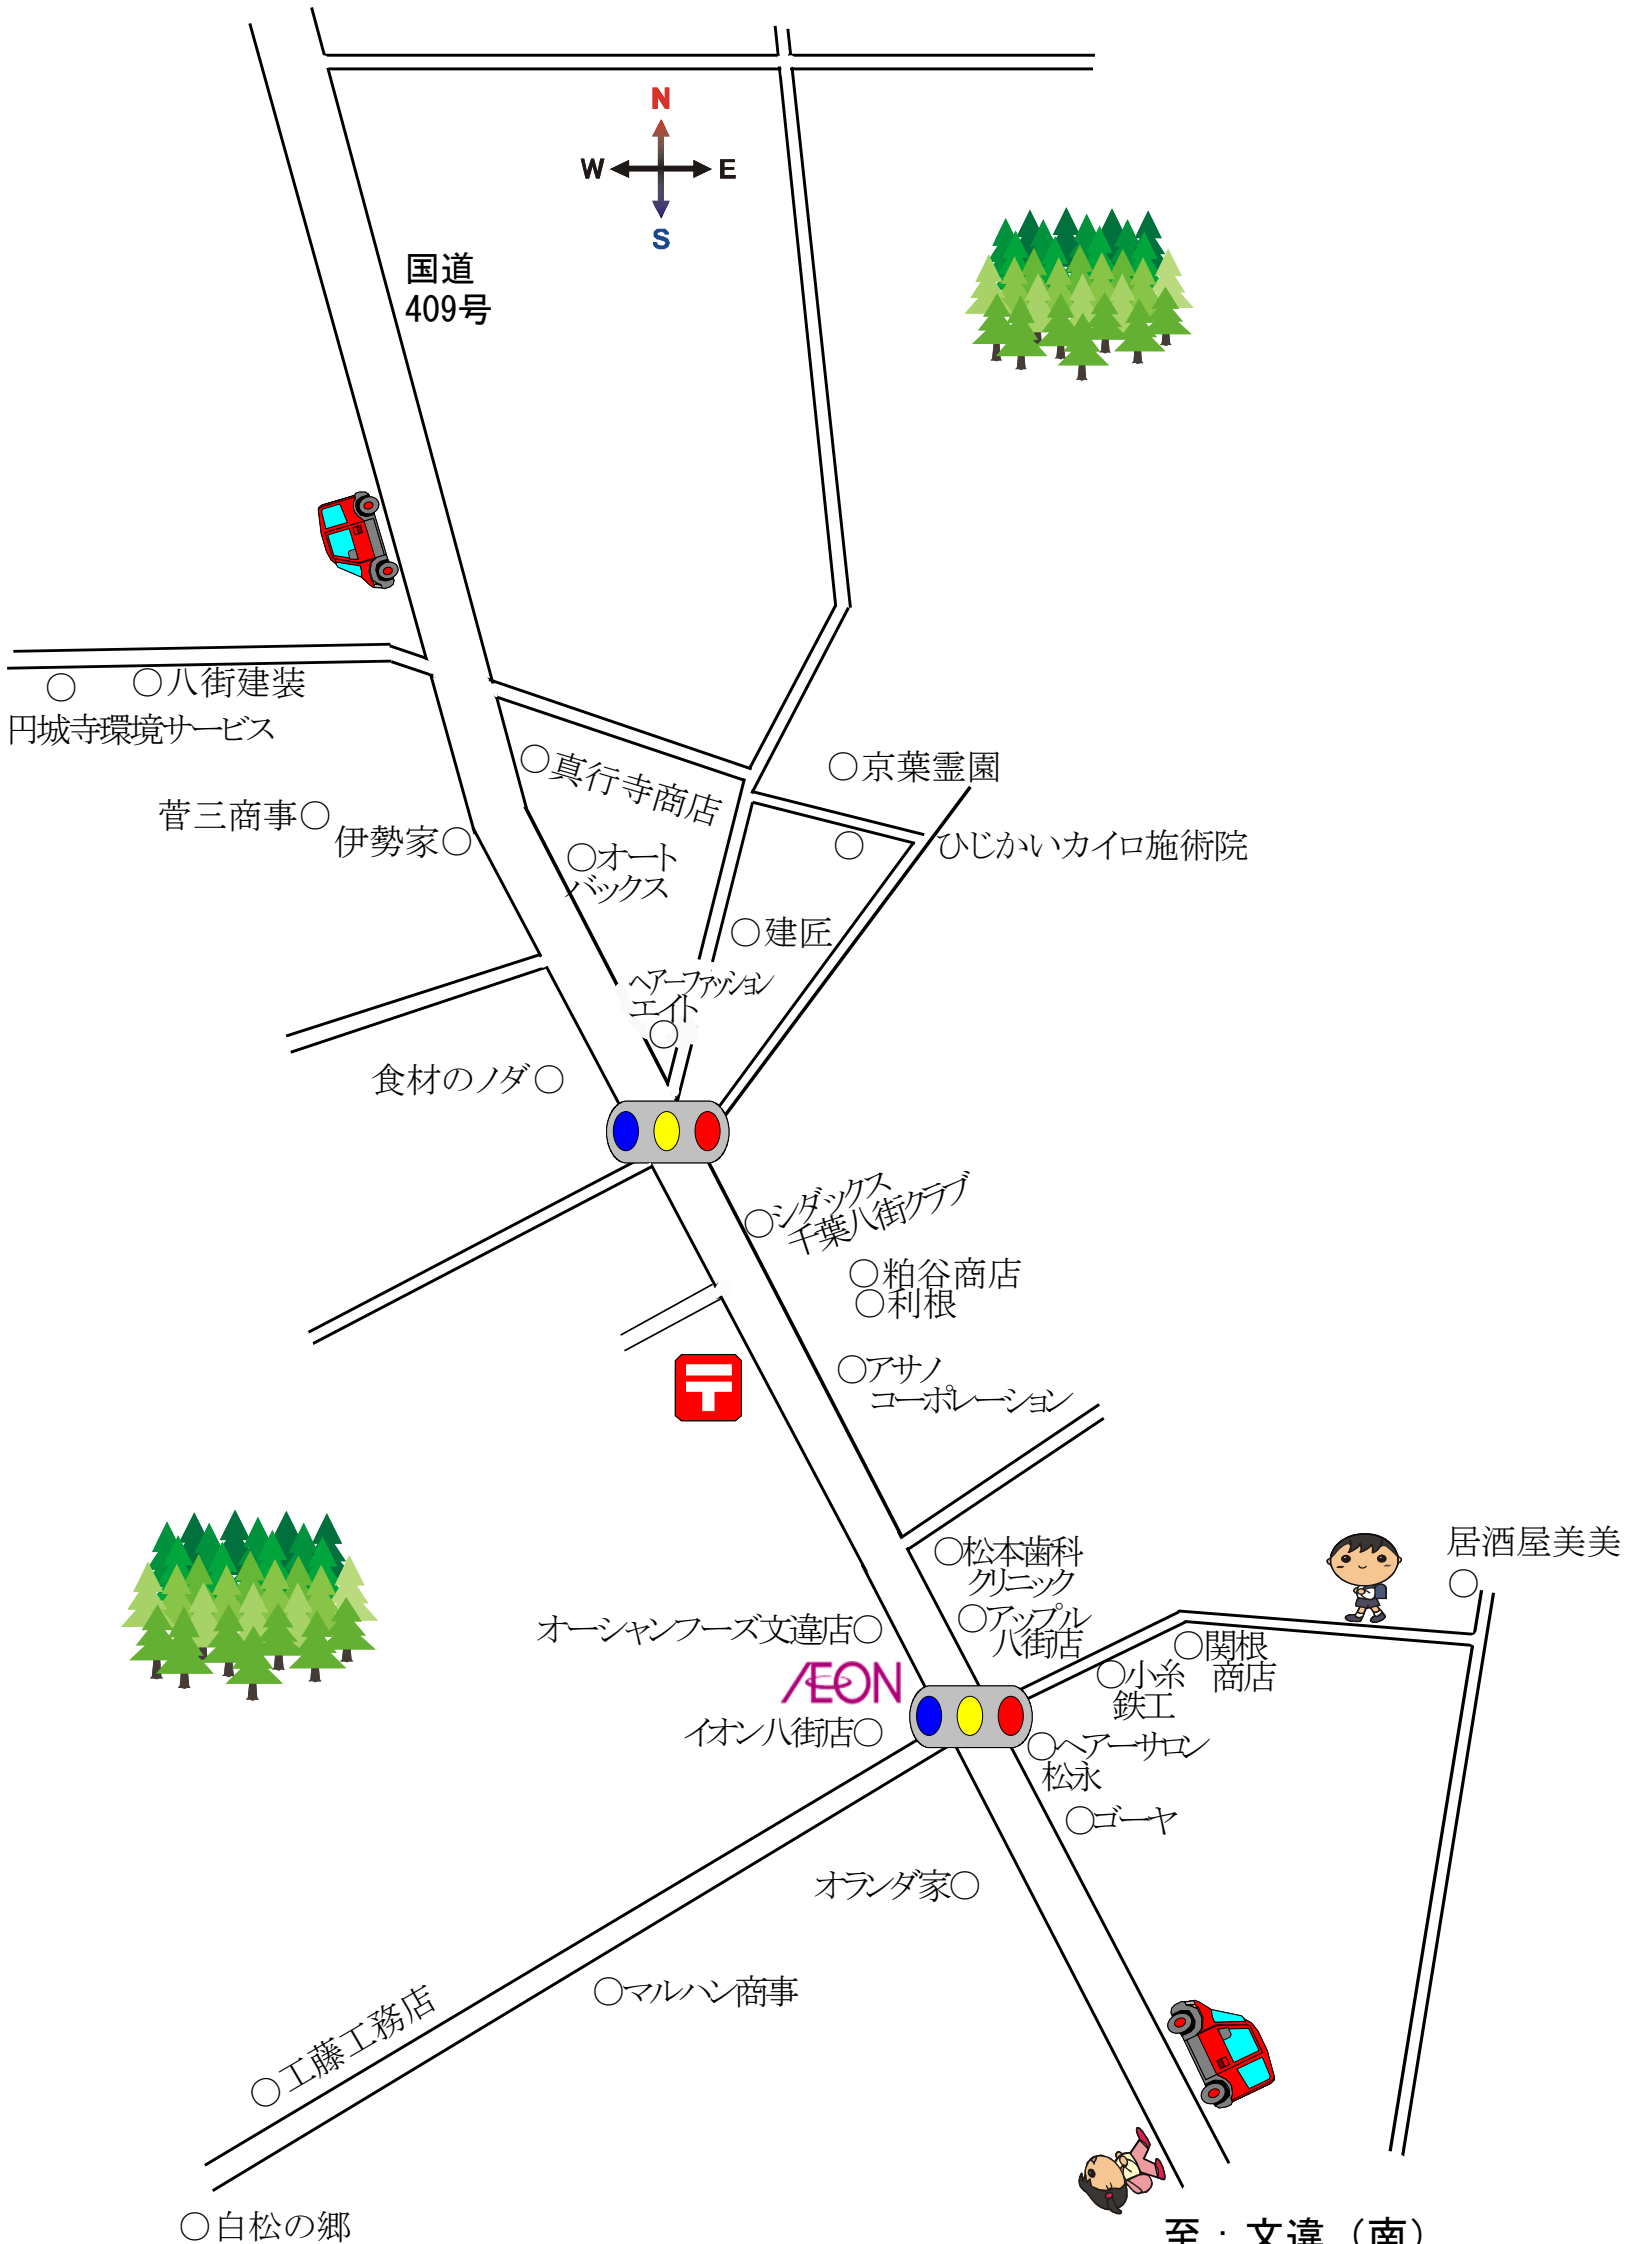 N
W
E
S
国道
409号
○八街建装
○
円城寺環境サービス
○真行寺商店
○京葉霊園
菅三商事○
伊勢家○
○オート
バックス
○
ひじかいカイロ施術院
○建匠
ヘアーファッション
エイト
○
食材のノダ○
○シダックス
千葉八街クラブ
○粕谷商店
○利根
○アサノ
コーポレーション
〒
○松本歯科
クリニック
居酒屋美美
○
オーシャンフーズ文違店○
○アップル
八街店
○関根
商店
○小糸
鉄工
ÆON
イオン八街店○
○ヘアーサロン
松永
○ゴーヤ
オランダ家○
○マルハン商事
○工藤工務店
○白松の郷
至・文違（南）